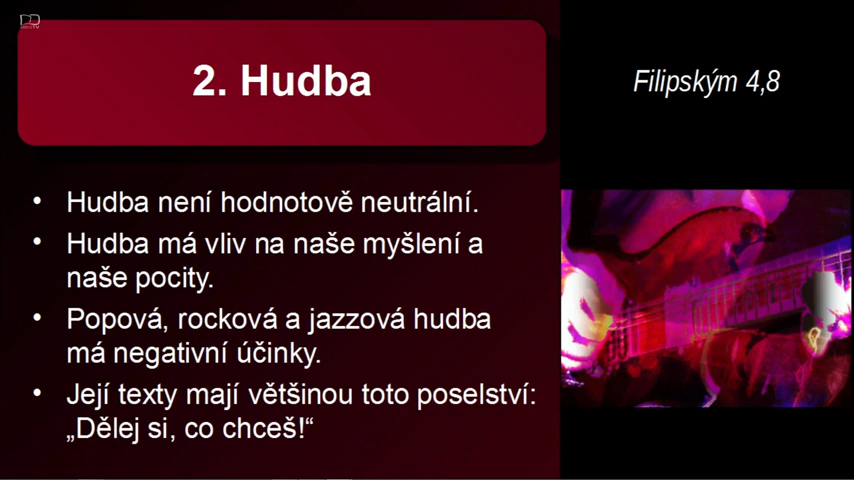 2. Hudba
Filipským 4,8
• Hudba není hodnotově neutrální.
• Hudba má vliv na naše myšlení a
naše pocity.
• Popová, rocková a jazzová hudba
má negativní účinky.
• Její texty mají většinou toto poselství:
„Dělej si, co chceš!“